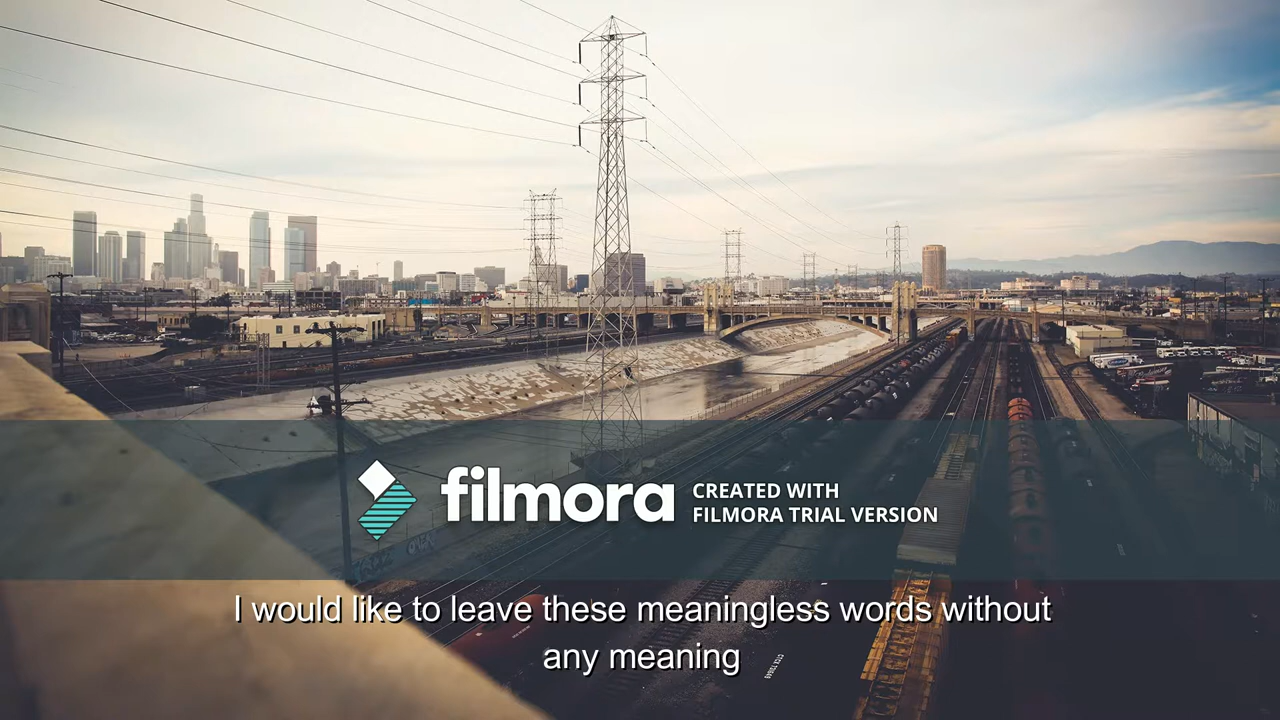 filmora
CREATED WITH
FILMORA TRIAL VERSION
I would like to leave these meaningless words without
any meaning